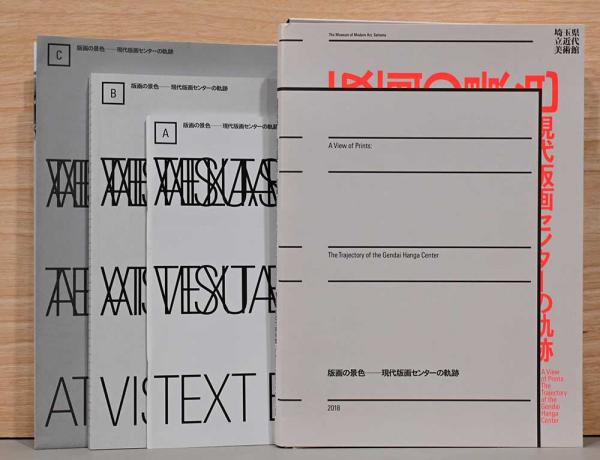 C
版画の景色——現代版画センターの軌跡
AT
B
版画の景色——現代版画センターの軌跡
VIS
A
版画の景色——現代版画センターの軌跡
TEXT
The Museum of Modern Art, Saitama
埼玉県
立近代
美術館
A View of Prints:
The Trajectory of the Gendai Hanga Center
版画の景色——現代版画センターの軌跡
2018
現代版画センターの軌跡
A View
of Prints
The
Trajectory
of the
Gendai
Hanga
Center